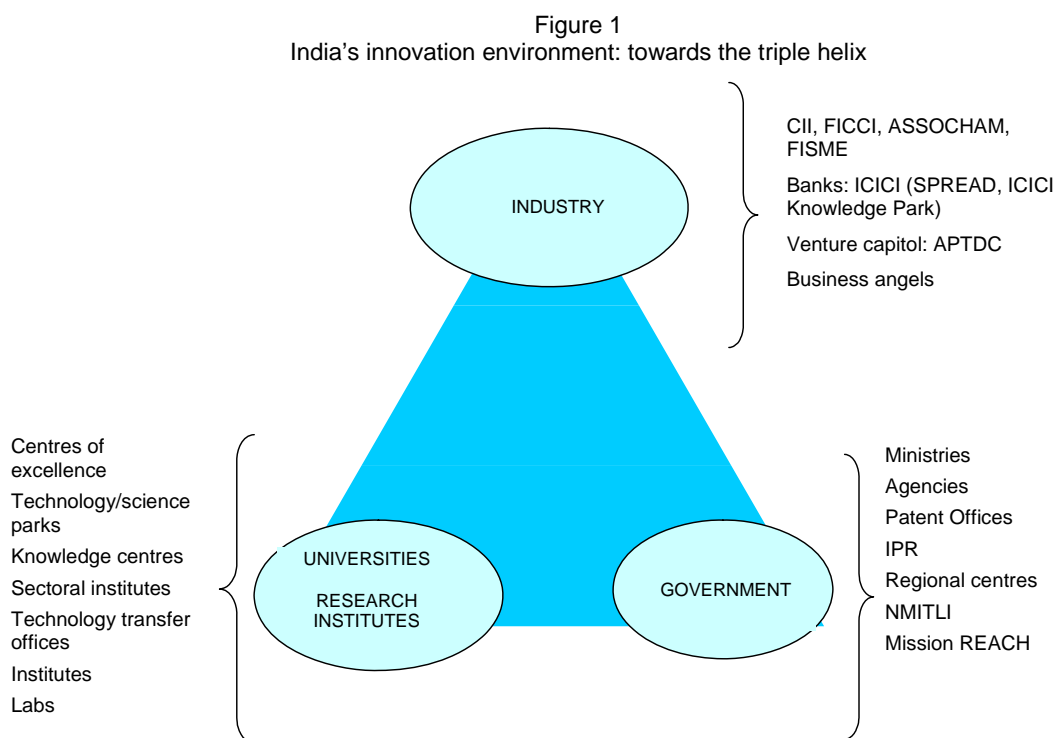 Figure 1
India's innovation environment: towards the triple helix
CII, FICCI, ASSOCHAM,
FISME
Banks: ICICI (SPREAD, ICICI
Knowledge Park)
Venture capitol: APTDC
Business angels
INDUSTRY
Centres of
excellence
Technology/science
parks
Knowledge centres
Sectoral institutes
Technology transfer
offices
Institutes
Labs
UNIVERSITIES
RESEARCH
INSTITUTES
GOVERNMENT
Ministries
Agencies
Patent Offices
IPR
Regional centres
NMITLI
Mission REACH